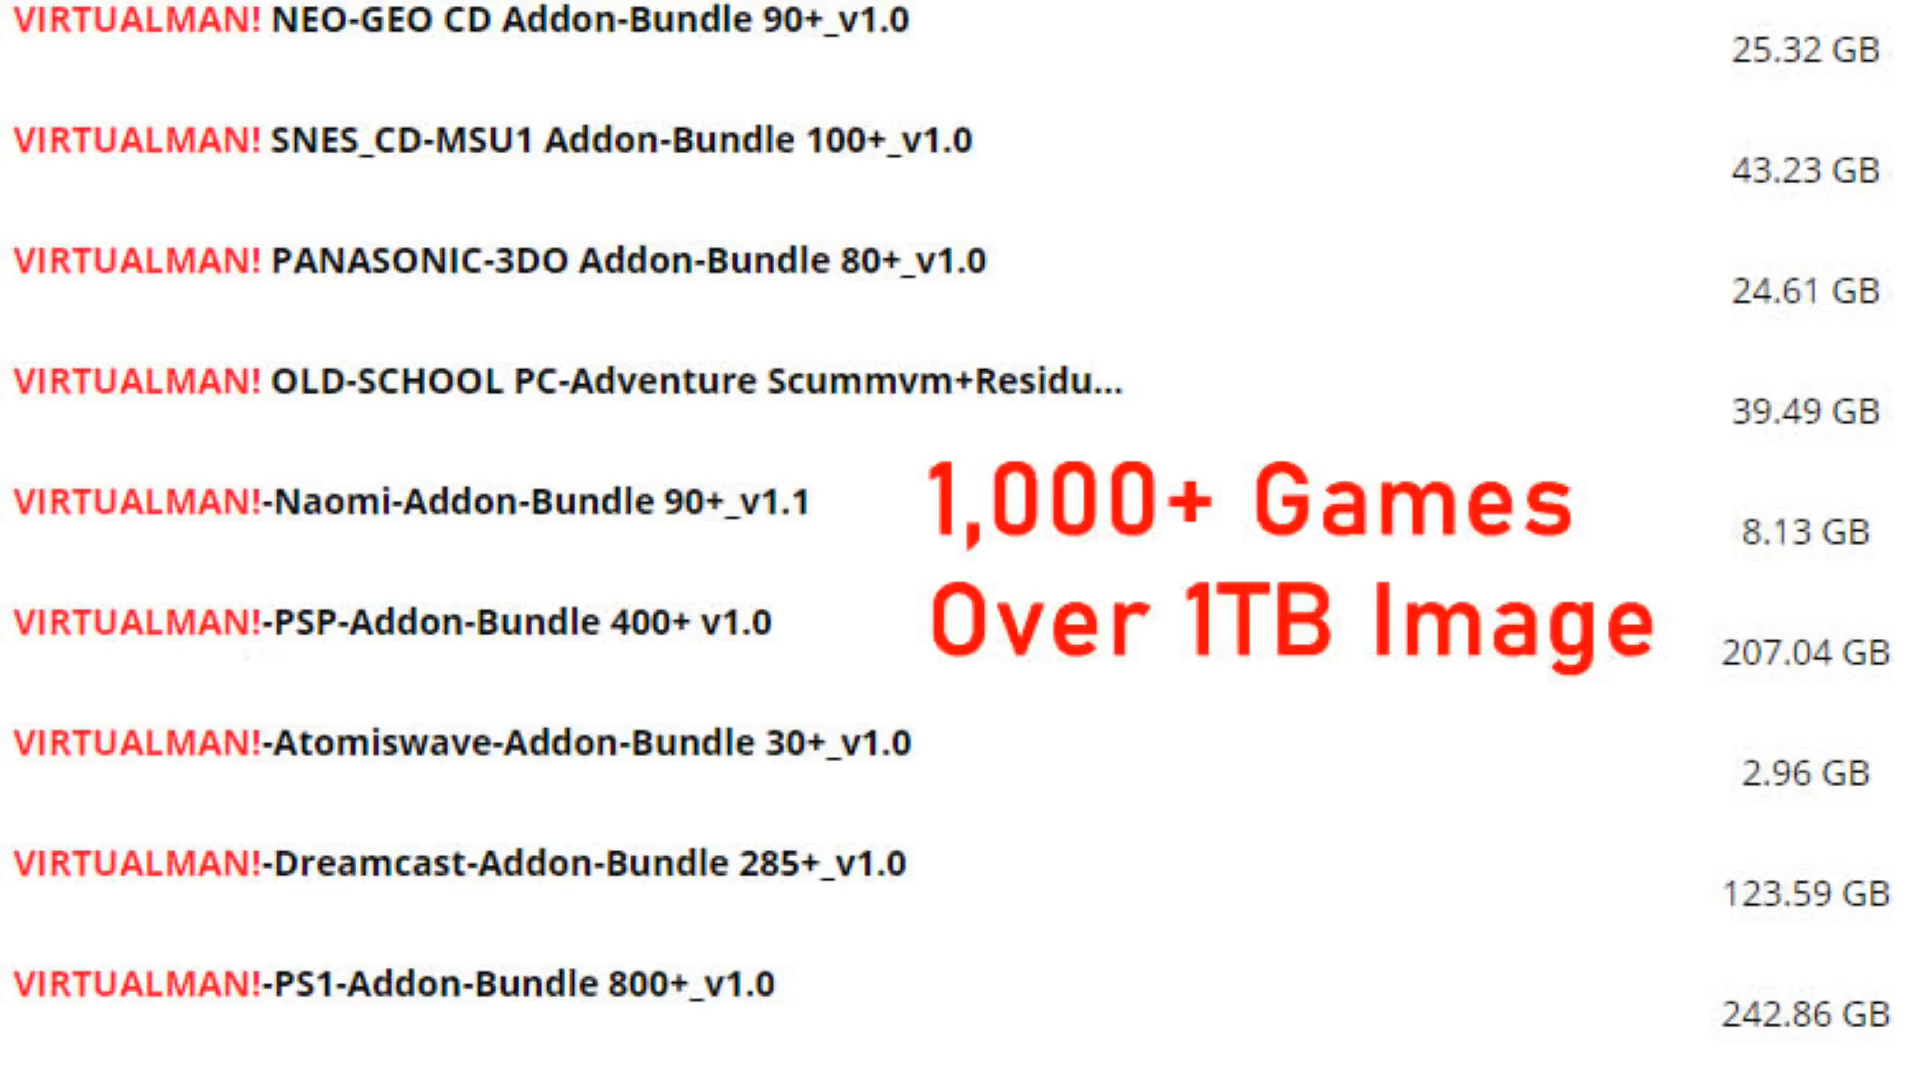 VIRTUALMAN! NEO-GEO CD Addon-Bundle 90+_v1.0
25.32 GB
VIRTUALMAN! SNES_CD-MSU1 Addon-Bundle 100+_v1.0
43.23 GB
VIRTUALMAN! PANASONIC-3DO Addon-Bundle 80+_v1.0
24.61 GB
VIRTUALMAN! OLD-SCHOOL PC-Adventure Scummvm+Residu...
39.49 GB
VIRTUALMAN!-Naomi-Addon-Bundle 90+_v1.1
1,000+ Games
8.13 GB
VIRTUALMAN!-PSP-Addon-Bundle 400+ v1.0
Over 1TB Image
207.04 GB
VIRTUALMAN!-Atomiswave-Addon-Bundle 30+_v1.0
2.96 GB
VIRTUALMAN!-Dreamcast-Addon-Bundle 285+_v1.0
123.59 GB
VIRTUALMAN!-PS1-Addon-Bundle 800+_v1.0
242.86 GB